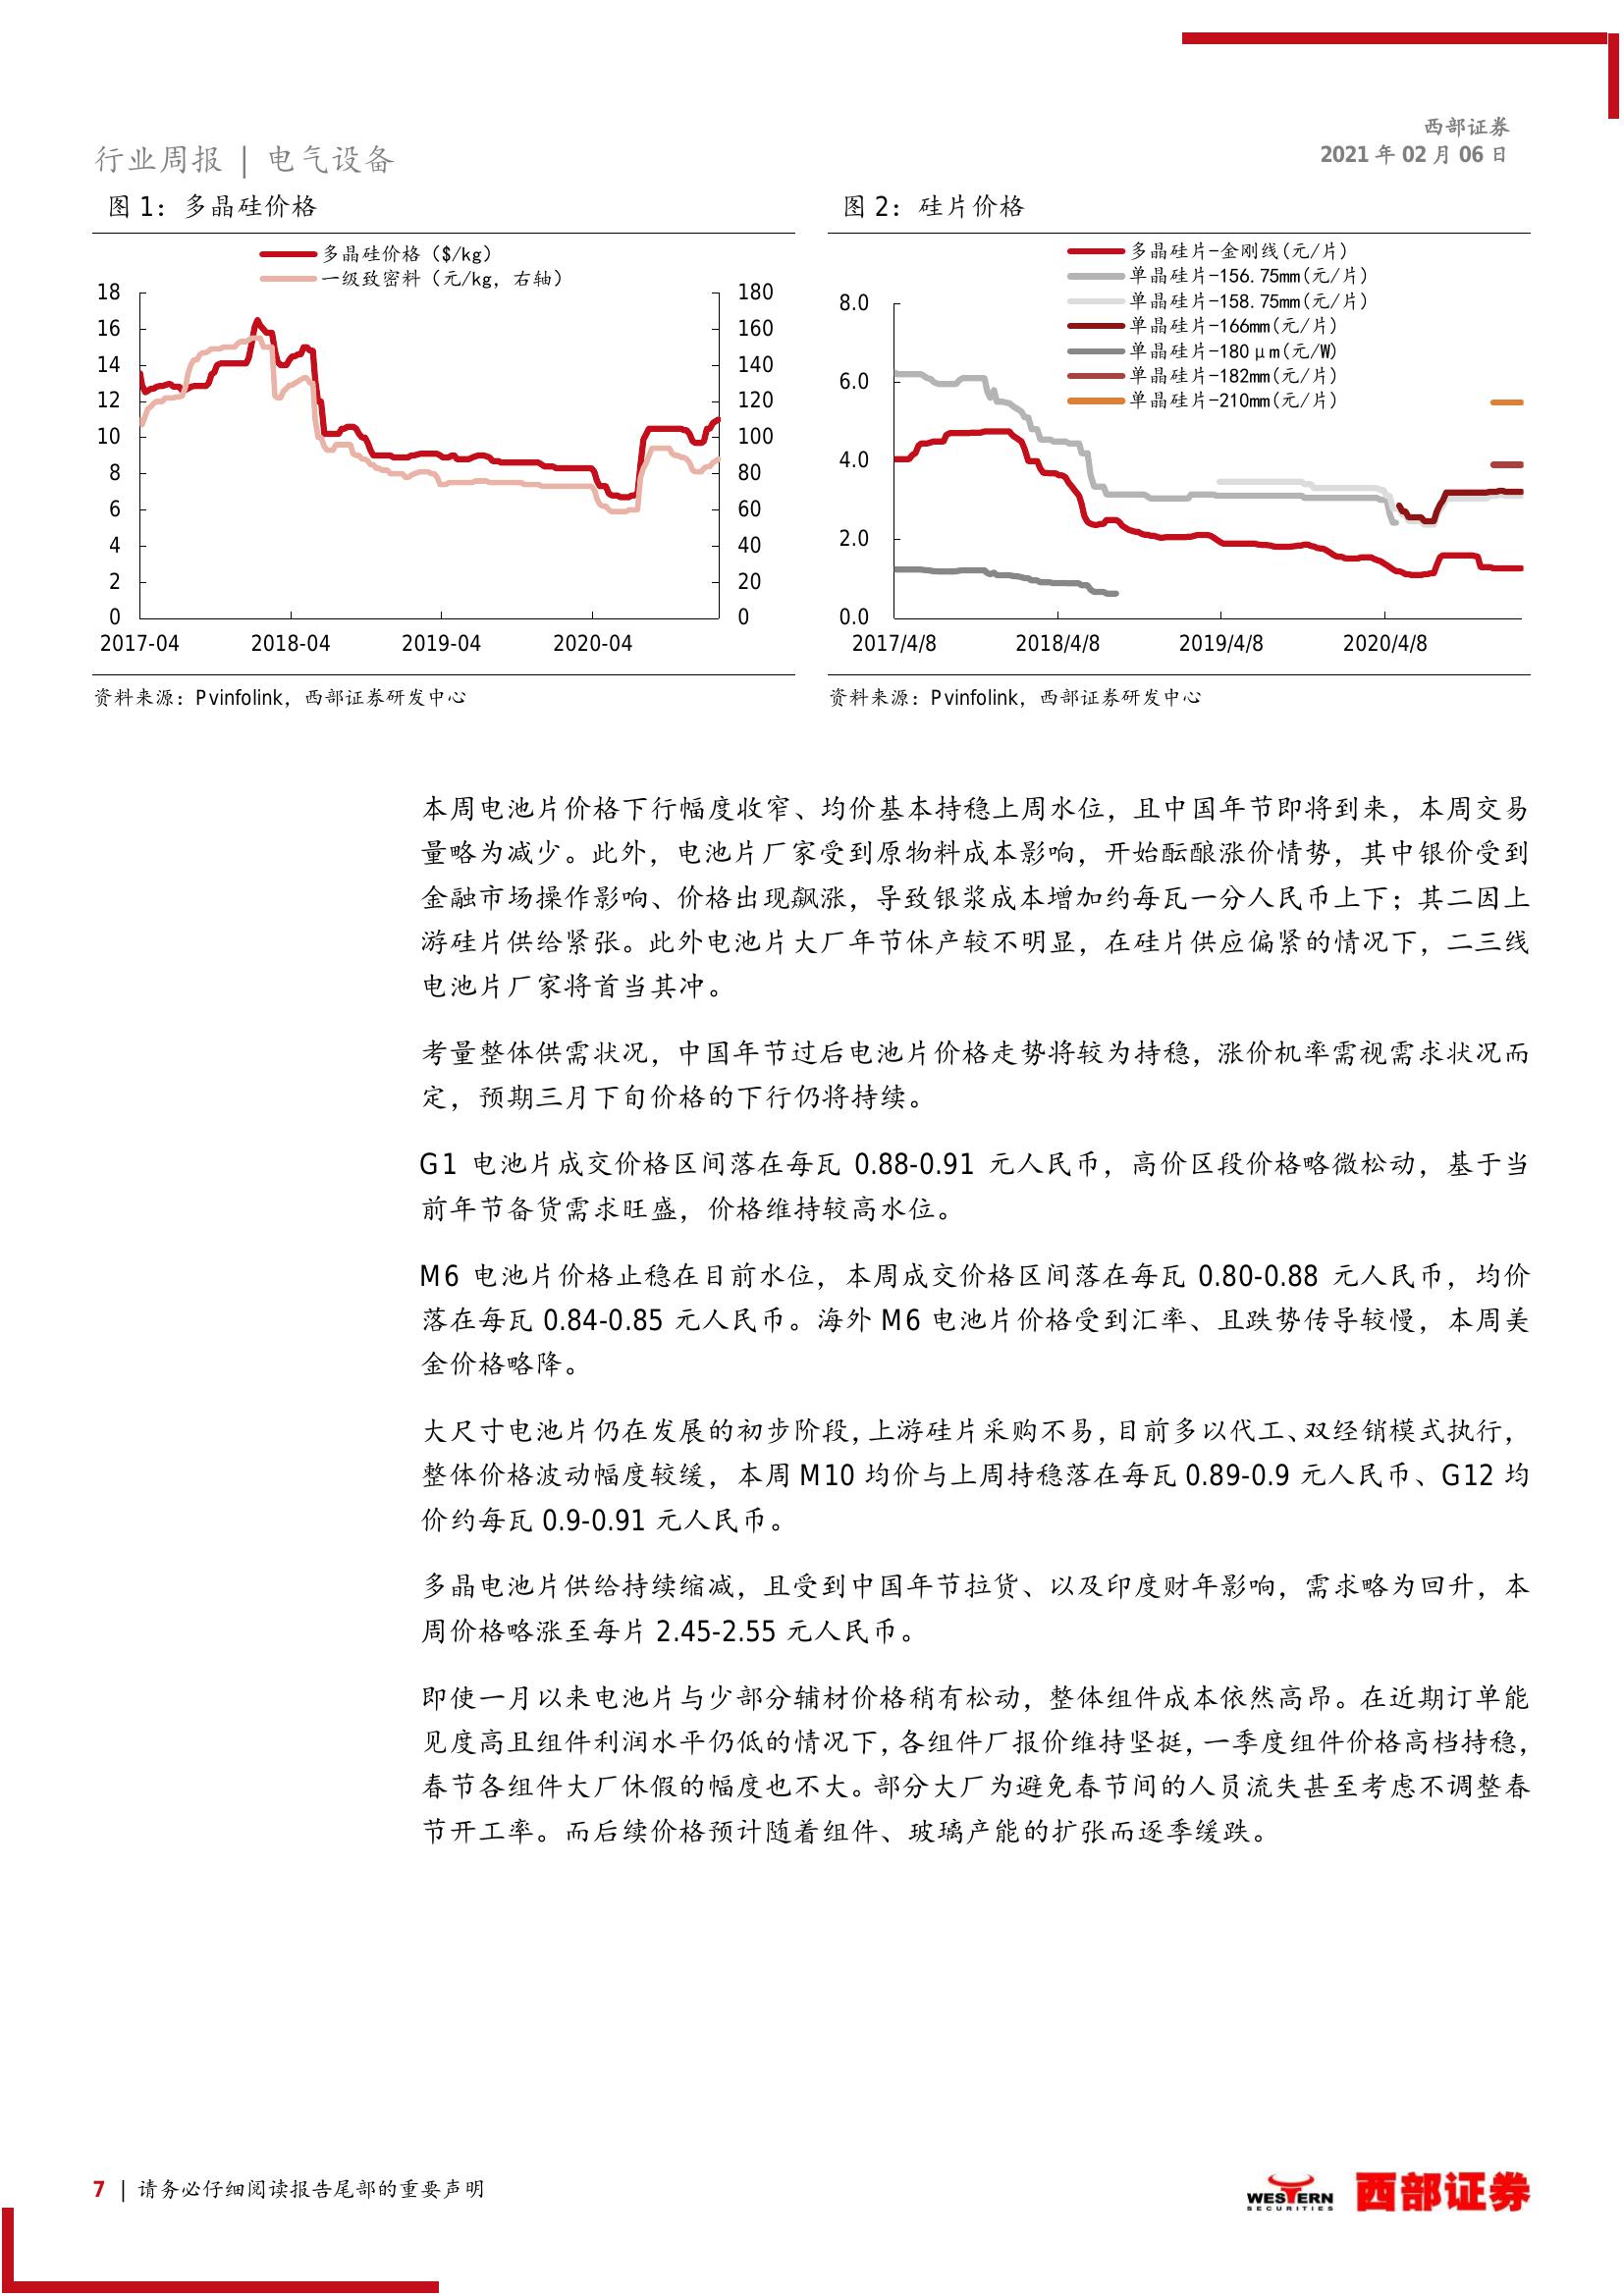 西部证券
2021 年 02 月 06 日
行业周报 | 电气设备
图 1：多晶硅价格
多晶硅价格（$/kg）
一级致密料（元/kg，右轴）
18
16
14
12
10
8
6
4
2
0
180
160
140
120
100
80
60
40
20
0
2017-04 2018-04 2019-04 2020-04
资料来源：Pvinfolink，西部证券研发中心
图 2：硅片价格
多晶硅片-金刚线(元/片)
单晶硅片-156.75mm(元/片)
单晶硅片-158.75mm(元/片)
单晶硅片-166mm(元/片)
单晶硅片-180μm(元/W)
单晶硅片-182mm(元/片)
单晶硅片-210mm(元/片)
8.0
6.0
4.0
2.0
0.0
2017/4/8 2018/4/8 2019/4/8 2020/4/8
资料来源：Pvinfolink，西部证券研发中心
本周电池片价格下行幅度收窄、均价基本持稳上周水位，且中国年节即将到来，本周交易
量略为减少。此外，电池片厂家受到原物料成本影响，开始酝酿涨价情势，其中银价受到
金融市场操作影响、价格出现飙涨，导致银浆成本增加约每瓦一分人民币上下；其二因上
游硅片供给紧张。此外电池片大厂年节休产较不明显，在硅片供应偏紧的情况下，二三线
电池片厂家将首当其冲。
考量整体供需状况，中国年节过后电池片价格走势将较为持稳，涨价机率需视需求状况而
定，预期三月下旬价格的下行仍将持续。
G1 电池片成交价格区间落在每瓦 0.88-0.91 元人民币，高价区段价格略微松动，基于当
前年节备货需求旺盛，价格维持较高水位。
M6 电池片价格止稳在目前水位，本周成交价格区间落在每瓦 0.80-0.88 元人民币，均价
落在每瓦 0.84-0.85 元人民币。海外 M6 电池片价格受到汇率、且跌势传导较慢，本周美
金价格略降。
大尺寸电池片仍在发展的初步阶段，上游硅片采购不易，目前多以代工、双经销模式执行，
整体价格波动幅度较缓，本周 M10 均价与上周持稳落在每瓦 0.89-0.9 元人民币、G12 均
价约每瓦 0.9-0.91 元人民币。
多晶电池片供给持续缩减，且受到中国年节拉货、以及印度财年影响，需求略为回升，本
周价格略涨至每片 2.45-2.55 元人民币。
即使一月以来电池片与少部分辅材价格稍有松动，整体组件成本依然高昂。在近期订单能
见度高且组件利润水平仍低的情况下，各组件厂报价维持坚挺，一季度组件价格高档持稳，
春节各组件大厂休假的幅度也不大。部分大厂为避免春节间的人员流失甚至考虑不调整春
节开工率。而后续价格预计随着组件、玻璃产能的扩张而逐季缓跌。
7 | 请务必仔细阅读报告尾部的重要声明
WESTERN
SECURITIES
西部证券